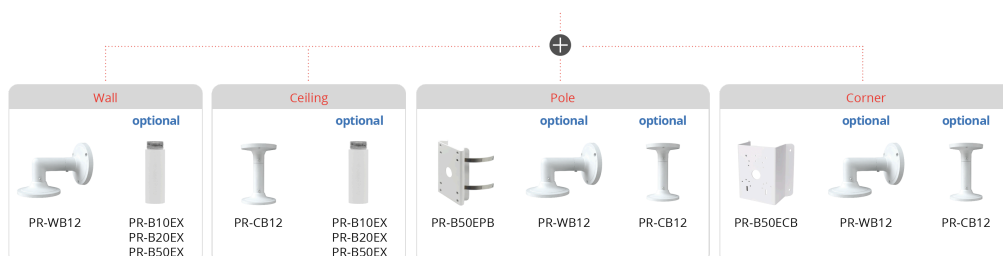 Wall
optional
PR-WB12
PR-B10EX
PR-B20EX
PR-B50EX
Ceiling
optional
PR-CB12
PR-B10EX
PR-B20EX
PR-B50EX
Pole
optional
optional
PR-B50EPB
PR-WB12
PR-CB12
Corner
optional
optional
PR-B50ECB
PR-WB12
PR-CB12